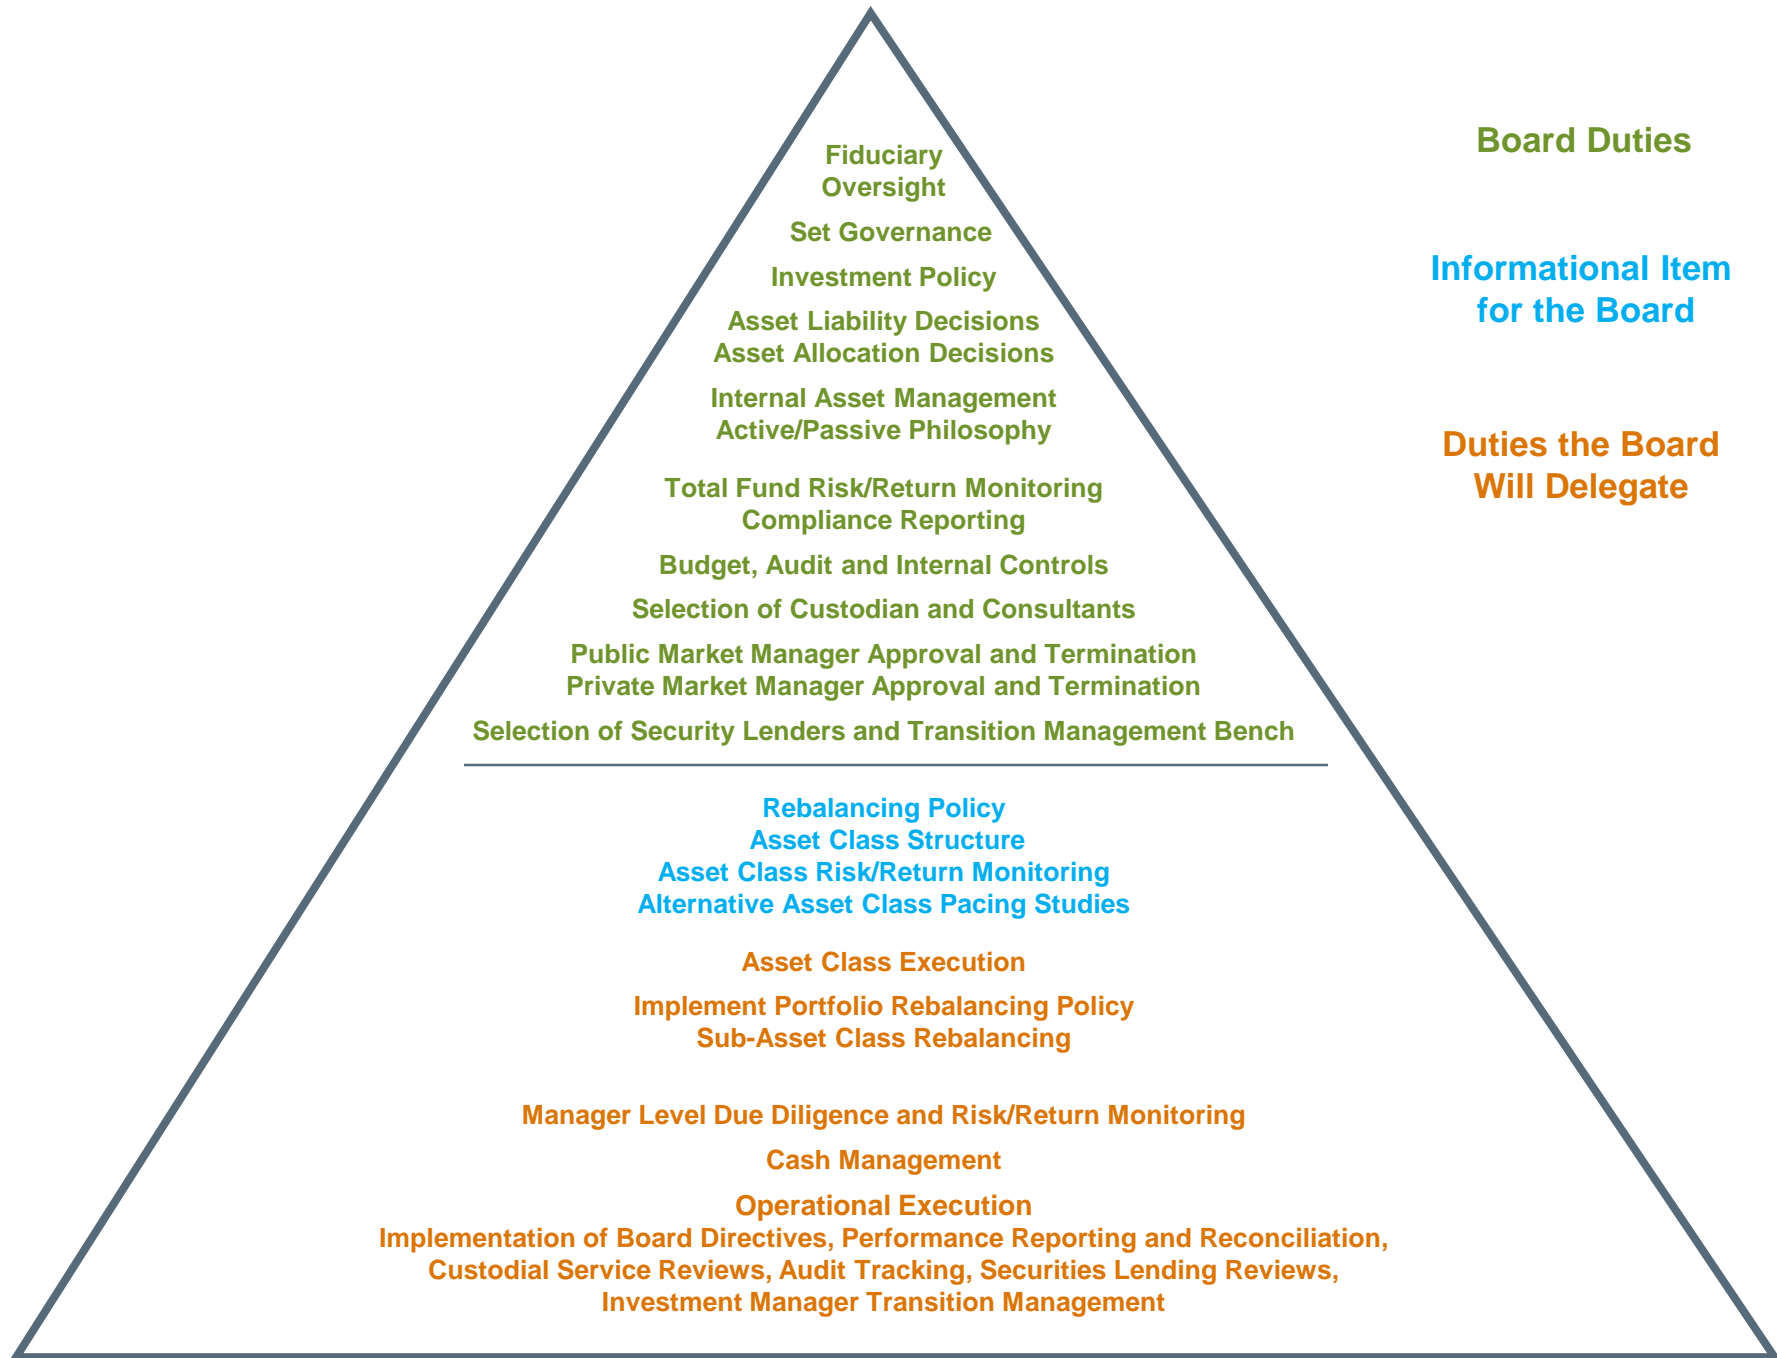 Fiduciary
Oversight
Set Governance
Investment Policy
Asset Liability Decisions
Asset Allocation Decisions
Internal Asset Management
Active/Passive Philosophy
Total Fund Risk/Return Monitoring
Compliance Reporting
Budget, Audit and Internal Controls
Selection of Custodian and Consultants
Public Market Manager Approval and Termination
Private Market Manager Approval and Termination
Selection of Security Lenders and Transition Management Bench
Rebalancing Policy
Asset Class Structure
Asset Class Risk/Return Monitoring
Alternative Asset Class Pacing Studies
Asset Class Execution
Implement Portfolio Rebalancing Policy
Sub-Asset Class Rebalancing
Manager Level Due Diligence and Risk/Return Monitoring
Cash Management
Operational Execution
Implementation of Board Directives, Performance Reporting and Reconciliation,
Custodial Service Reviews, Audit Tracking, Securities Lending Reviews,
Investment Manager Transition Management
Board Duties
Informational Item
for the Board
Duties the Board
Will Delegate